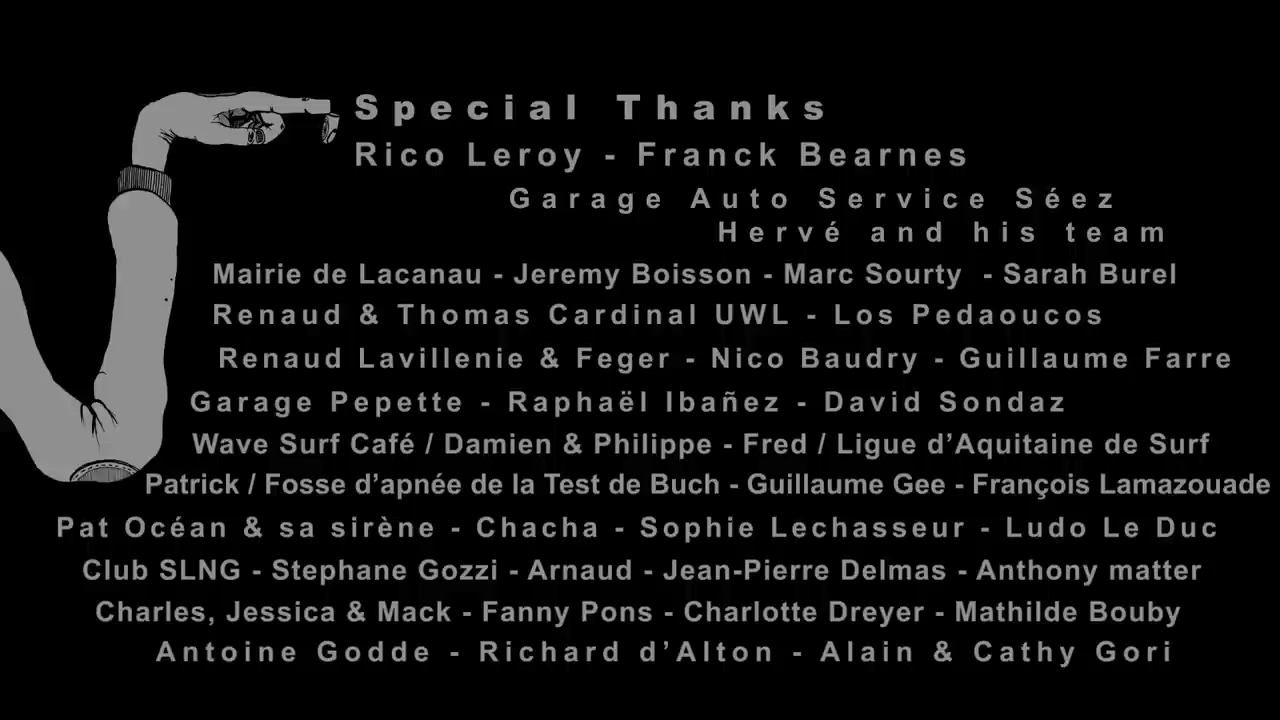 Special Thanks
Rico Leroy - Franck Bearnes
Garage Auto Service Séez
Hervé and his team
Mairie de Lacanau - Jeremy Boisson - Marc Sourty - Sarah Burel
Renaud & Thomas Cardinal UWL - Los Pedaoucos
Renaud Lavillenie & Feger - Nico Baudry - Guillaume Farre
Garage Pepette - Raphaël Ibañez - David Sondaz
Wave Surf Café / Damien & Philippe - Fred / Ligue d’Aquitaine de Surf
Patrick / Fosse d’apnée de la Test de Buch - Guillaume Gee - François Lamazouade
Pat Océan & sa sirène - Chacha - Sophie Lechasseur - Ludo Le Duc
Club SLNG - Stephane Gozzi - Arnaud - Jean-Pierre Delmas - Anthony matter
Charles, Jessica & Mack - Fanny Pons - Charlotte Dreyer - Mathilde Bouby
Antoine Godde - Richard d’Alton - Alain & Cathy Gori